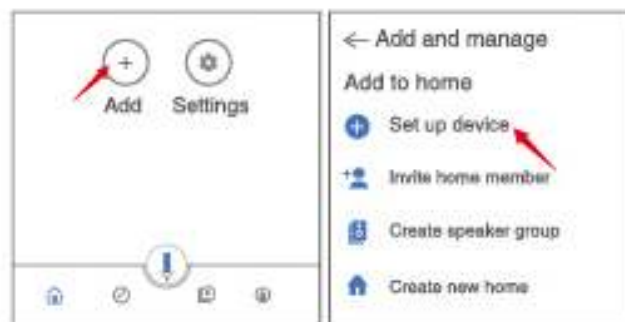 Add Settings
Add and manage
Add to home
Set up device
Invite home member
Create speaker group
Create new home